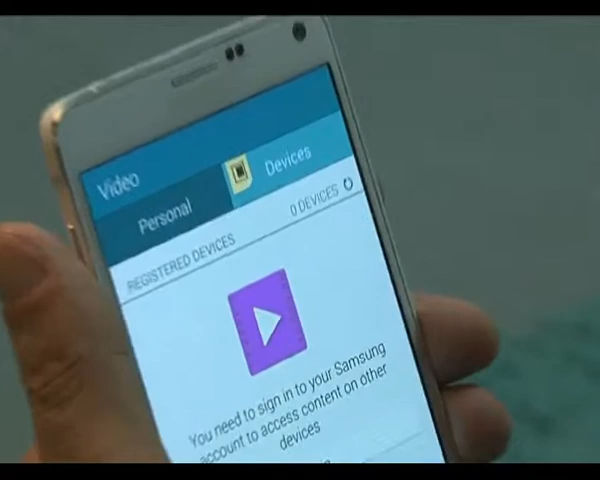 Video
Personal
Devices
REGISTERED DEVICES
0 DEVICES
You need to sign in to your Samsung
account to access content on other
devices